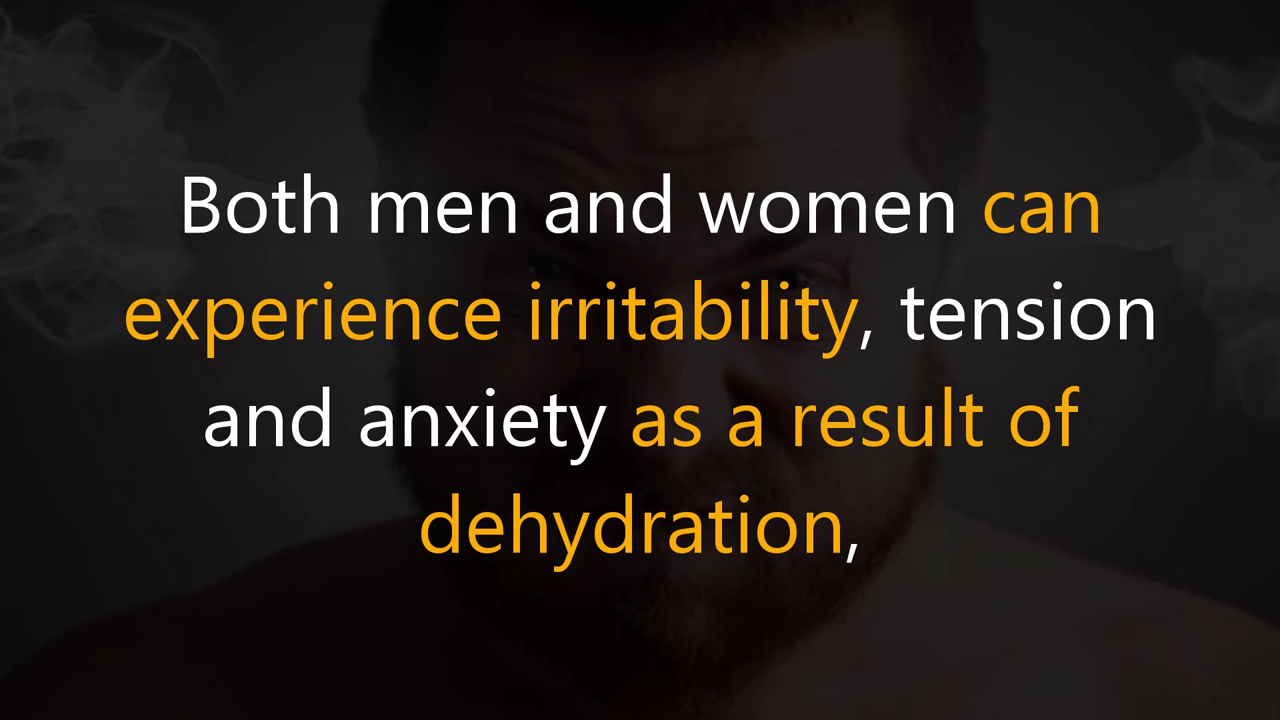 Both men and women can
experience irritability, tension
and anxiety as a result of
dehydration,